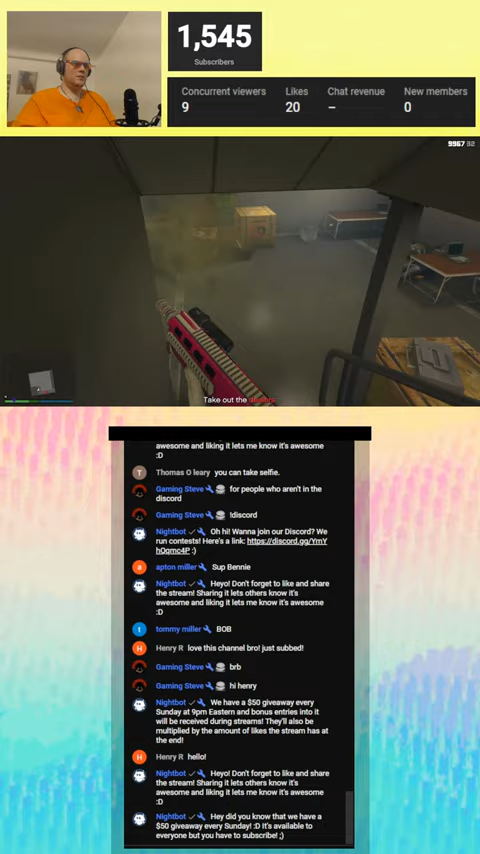 1,545
Subscribers
Concurrent viewers Likes Chat revenue New members
9 20 – 0
9967 32
Take out the
awesome and liking it lets me know it's awesome
:D
T Thomas O leary you can take selfie.
Gaming Steve for people who aren't in the
discord
Gaming Steve !discord
Nightbot Oh hi! Wanna join our Discord? We
run contests! Here's a link: https://discord.gg/YmY
hQqmc4P :)
a apton miller Sup Bennie
Nightbot Heyo! Don't forget to like and share
the stream! Sharing it lets others know it's
awesome and liking it lets me know it's awesome
:D
t tommy miller BOB
H Henry R love this channel bro! just subbed!
Gaming Steve brb
Gaming Steve hi henry
Nightbot We have a $50 giveaway every
Sunday at 9pm Eastern and bonus entries into it
will be received during streams! They'll also be
multiplied by the amount of likes the stream has at
the end!
H Henry R hello!
Nightbot Heyo! Don't forget to like and share
the stream! Sharing it lets others know it's
awesome and liking it lets me know it's awesome
:D
Nightbot Hey did you know that we have a
$50 giveaway every Sunday! :D It's available to
everyone but you have to subscribe! ;)